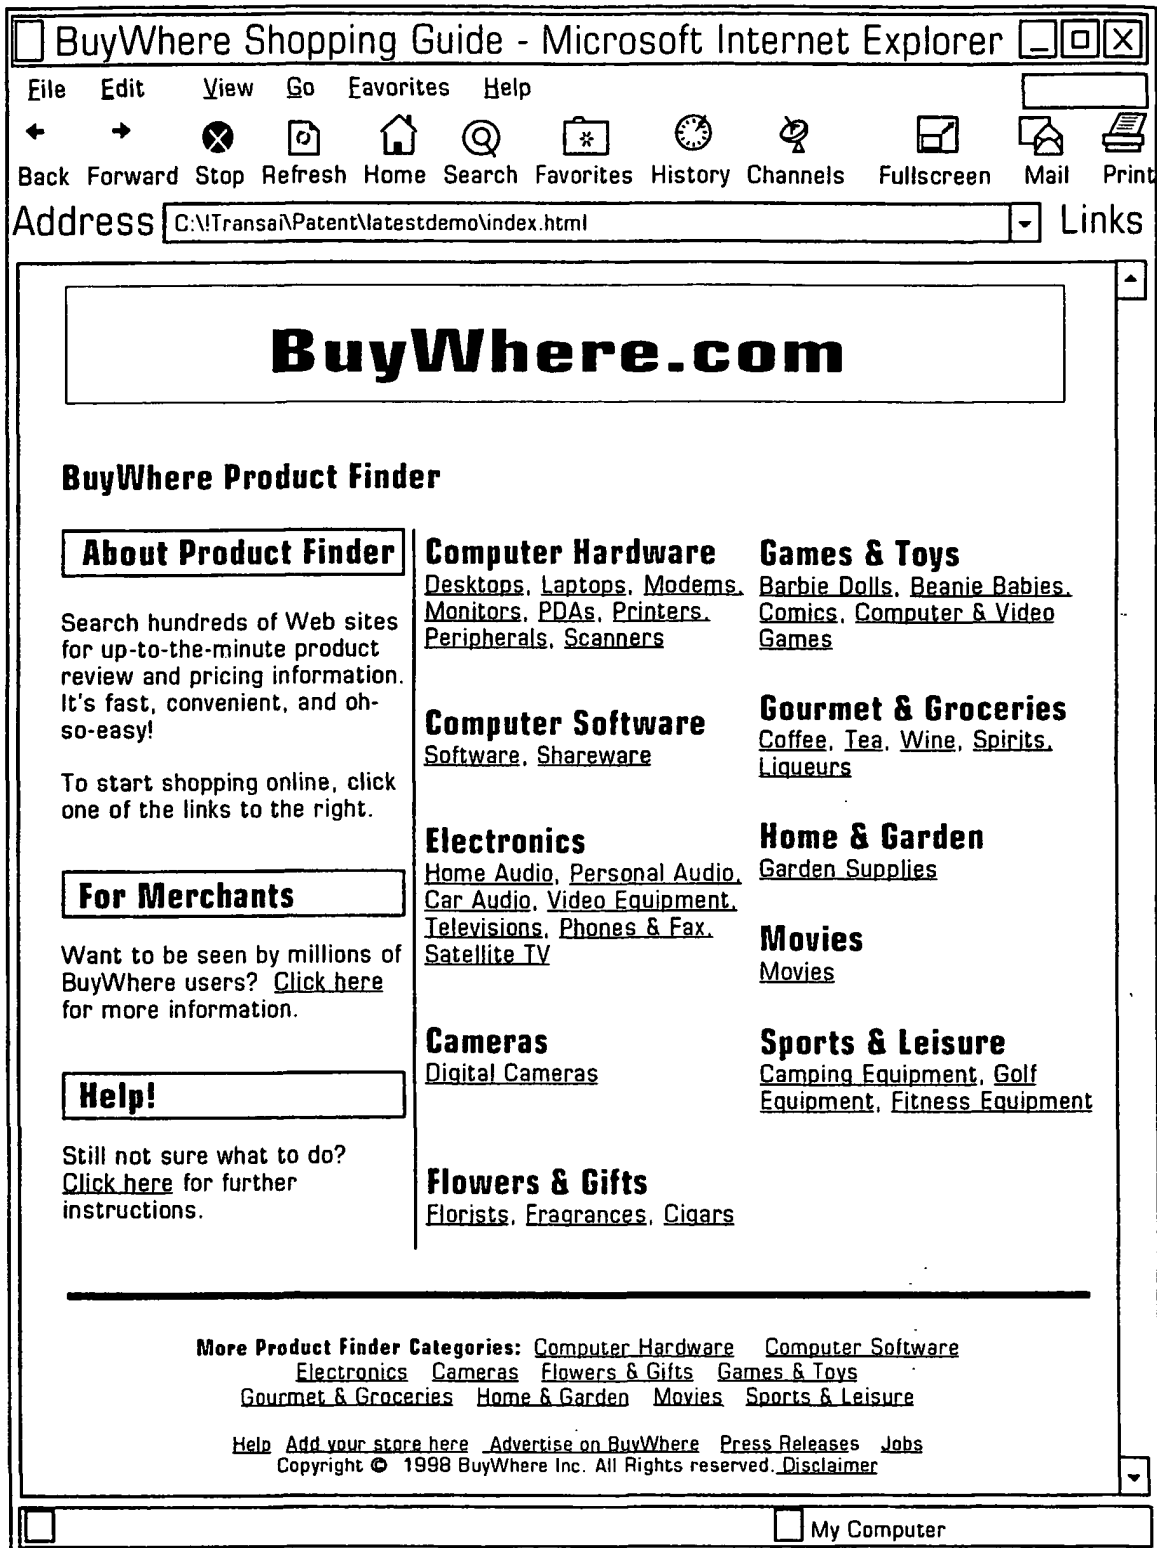 BuyWhere Shopping Guide - Microsoft Internet Explorer
File Edit View Go Favorites Help
Back Forward Stop Refresh Home Search Favorites History Channels Fullscreen Mail Print
Address C:\!Transai\Patent\latestdemo\index.html Links
BuyWhere.com
BuyWhere Product Finder
About Product Finder
Search hundreds of Web sites
for up-to-the-minute product
review and pricing information.
It's fast, convenient, and oh-
so-easy!
To start shopping online, click
one of the links to the right.
For Merchants
Want to be seen by millions of
BuyWhere users? Click here
for more information.
Help!
Still not sure what to do?
Click here for further
instructions.
Computer Hardware
Desktops, Laptops, Modems,
Monitors, PDAs, Printers,
Peripherals, Scanners
Computer Software
Software, Shareware
Electronics
Home Audio, Personal Audio,
Car Audio, Video Equipment,
Televisions, Phones & Fax,
Satellite TV
Cameras
Digital Cameras
Flowers & Gifts
Florists, Fragrances, Cigars
Games & Toys
Barbie Dolls, Beanie Babies,
Comics, Computer & Video
Games
Gourmet & Groceries
Coffee, Tea, Wine, Spirits,
Liqueurs
Home & Garden
Garden Supplies
Movies
Movies
Sports & Leisure
Camping Equipment, Golf
Equipment, Fitness Equipment
More Product Finder Categories: Computer Hardware Computer Software
Electronics Cameras Flowers & Gifts Games & Toys
Gourmet & Groceries Home & Garden Movies Sports & Leisure
Help Add your store here Advertise on BuyWhere Press Releases Jobs
Copyright © 1998 BuyWhere Inc. All Rights reserved. Disclaimer
My Computer